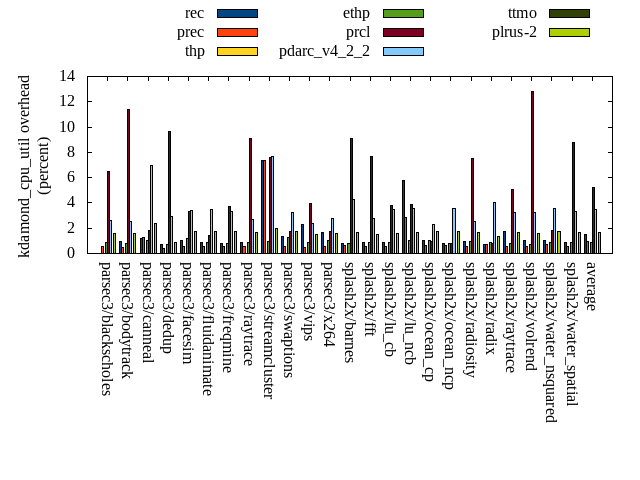 rec
prec
thp
ethp
prcl
pdarc_v4_2_2
ttmo
plrus-2
kdamond_cpu_util overhead
(percent)
14
12
10
8
6
4
2
0
parsec3/blackscholes
parsec3/bodytrack
parsec3/canneal
parsec3/dedup
parsec3/facesim
parsec3/fluidanimate
parsec3/freqmine
parsec3/raytrace
parsec3/streamcluster
parsec3/swaptions
parsec3/vips
parsec3/x264
splash2x/barnes
splash2x/fft
splash2x/lu_cb
splash2x/lu_ncb
splash2x/ocean_cp
splash2x/ocean_ncp
splash2x/radiosity
splash2x/radix
splash2x/raytrace
splash2x/volrend
splash2x/water_nsquared
splash2x/water_spatial
average